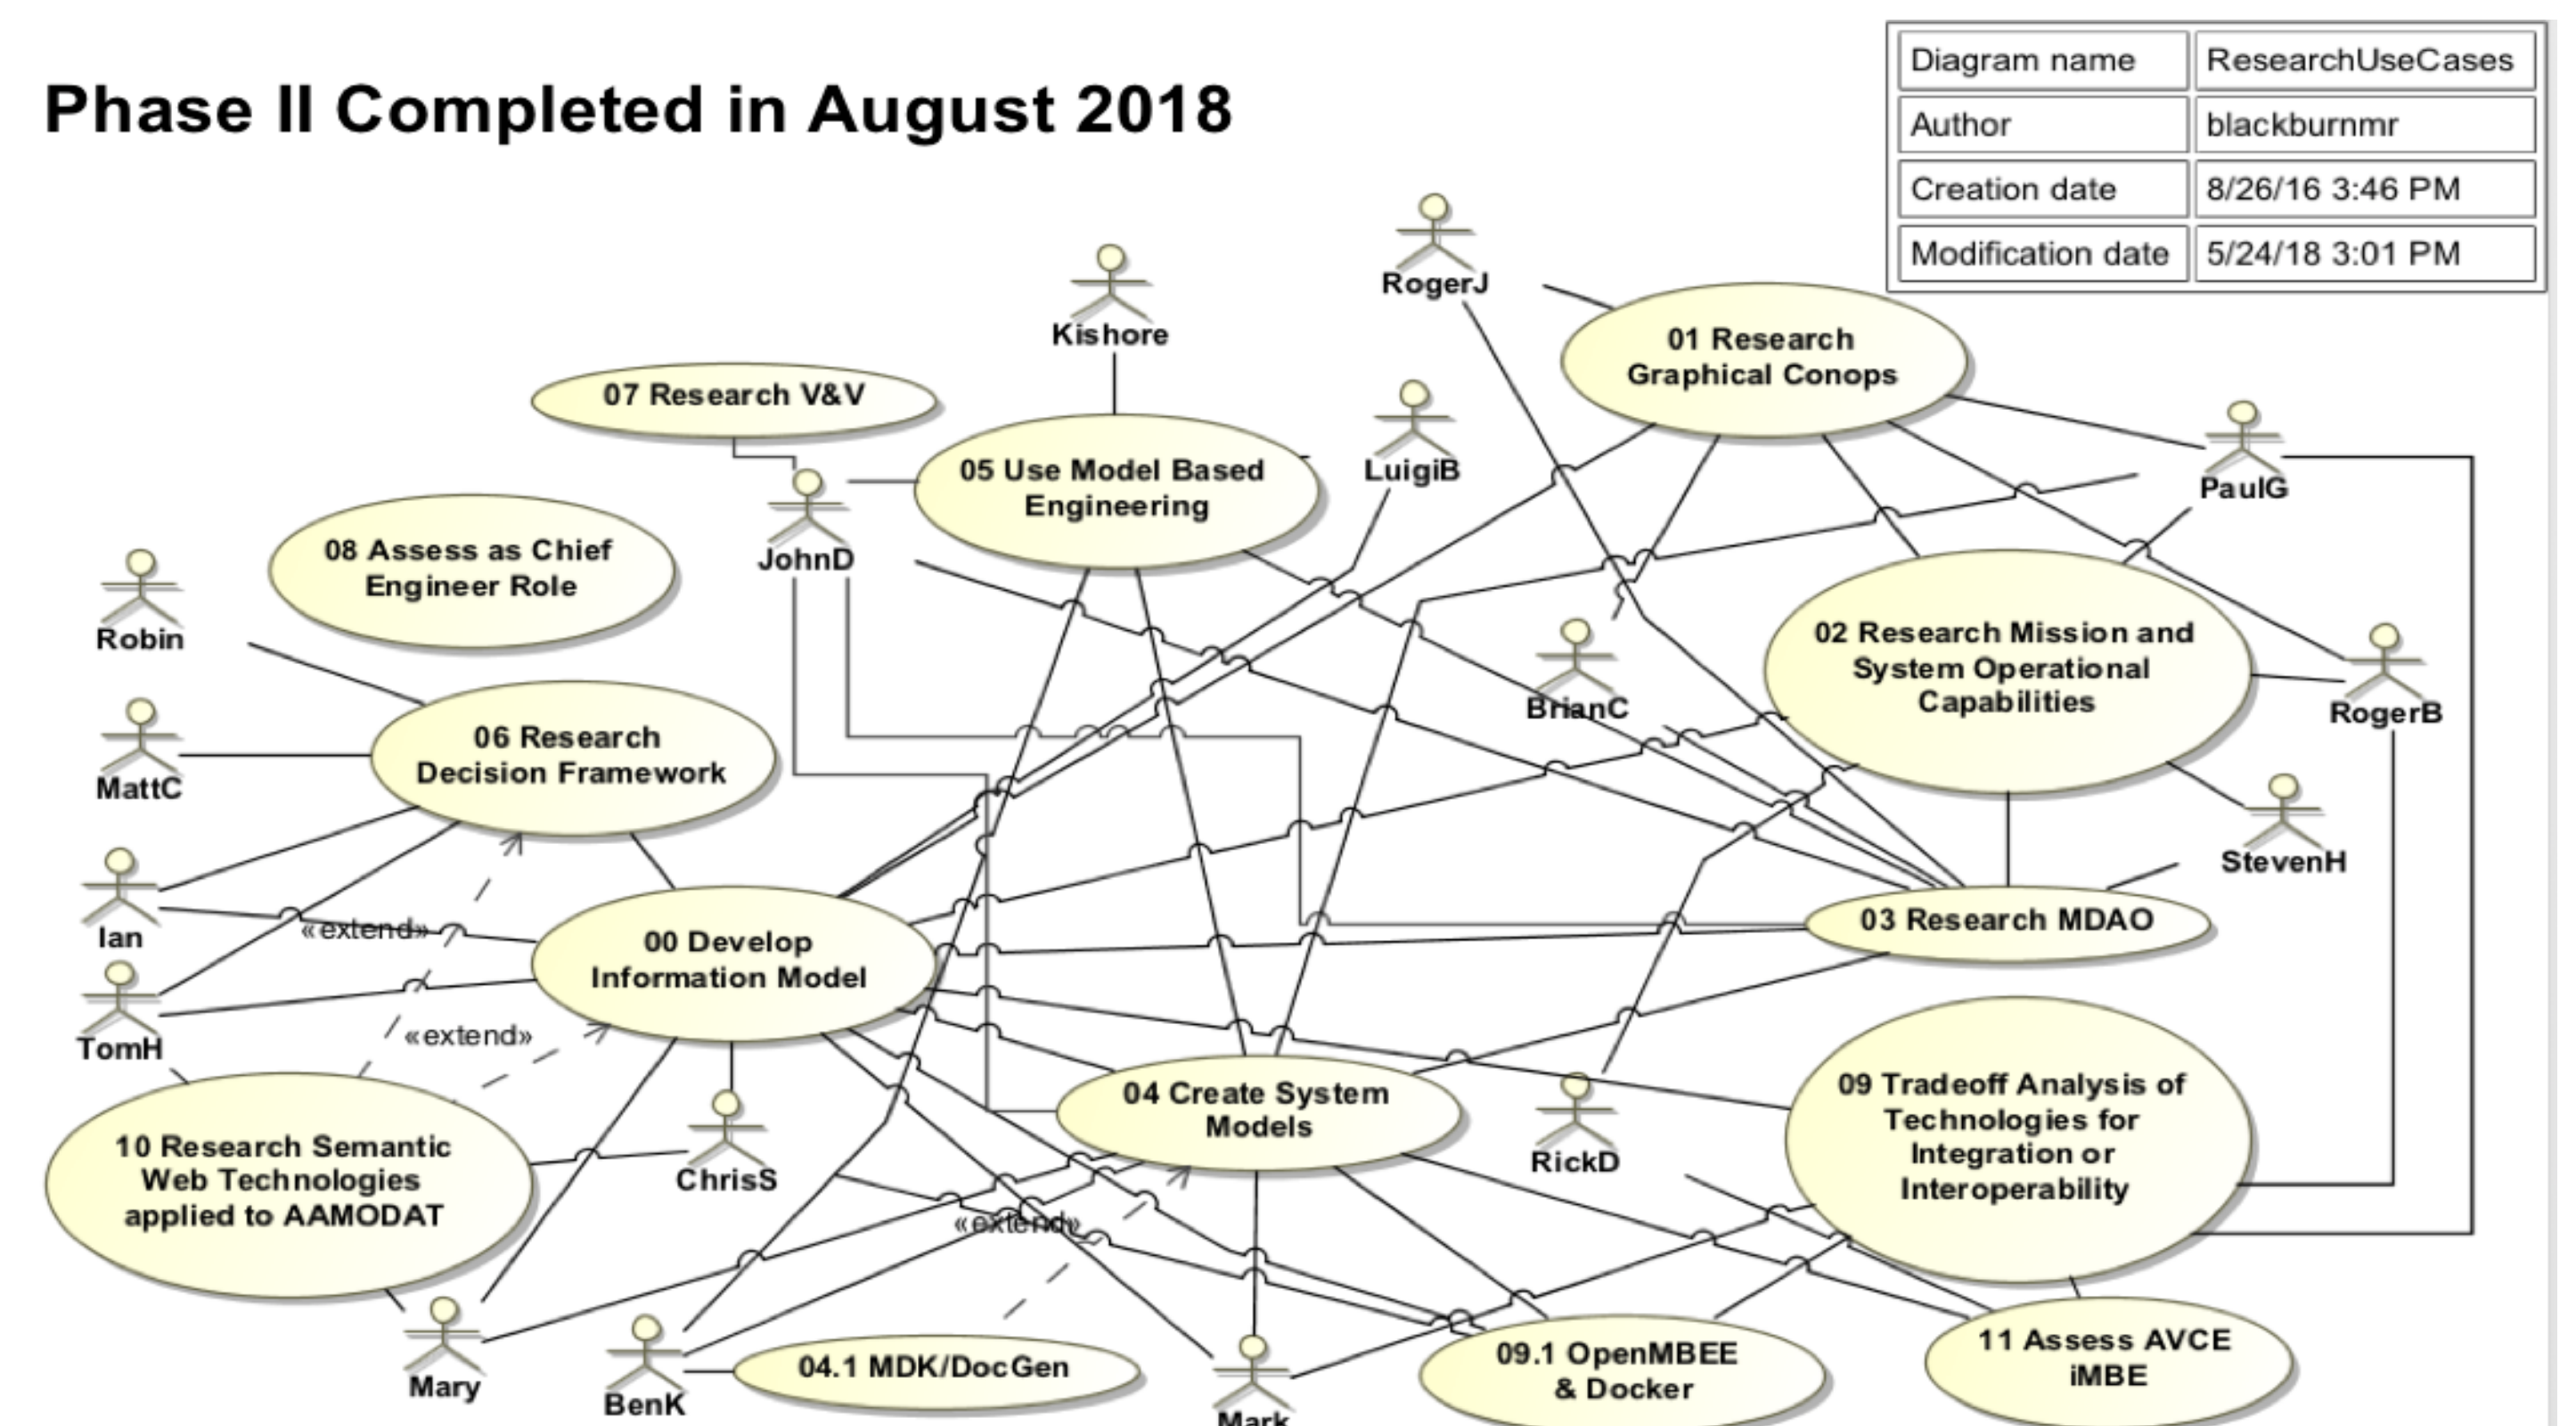 Phase II Completed in August 2018
Diagram name ResearchUseCases
Author blackburnmr
Creation date 8/26/16 3:46 PM
Modification date 5/24/18 3:01 PM
RogerJ
Kishore
01 Research
Graphical Conops
07 Research V&V
LuigiB
05 Use Model Based
Engineering
PaulG
JohnD
08 Assess as Chief
Engineer Role
Robin
02 Research Mission and
System Operational
Capabilities
BrianC
RogerB
06 Research
Decision Framework
MattC
StevenH
03 Research MDAO
Ian
«extend»
00 Develop
Information Model
TomH
«extend»
04 Create System
Models
09 Tradeoff Analysis of
Technologies for
Integration or
Interoperability
10 Research Semantic
Web Technologies
applied to AAMODAT
ChrisS
RickD
«extend»
Mary
BenK
04.1 MDK/DocGen
Mark
09.1 OpenMBEE
& Docker
11 Assess AVCE
iMBE